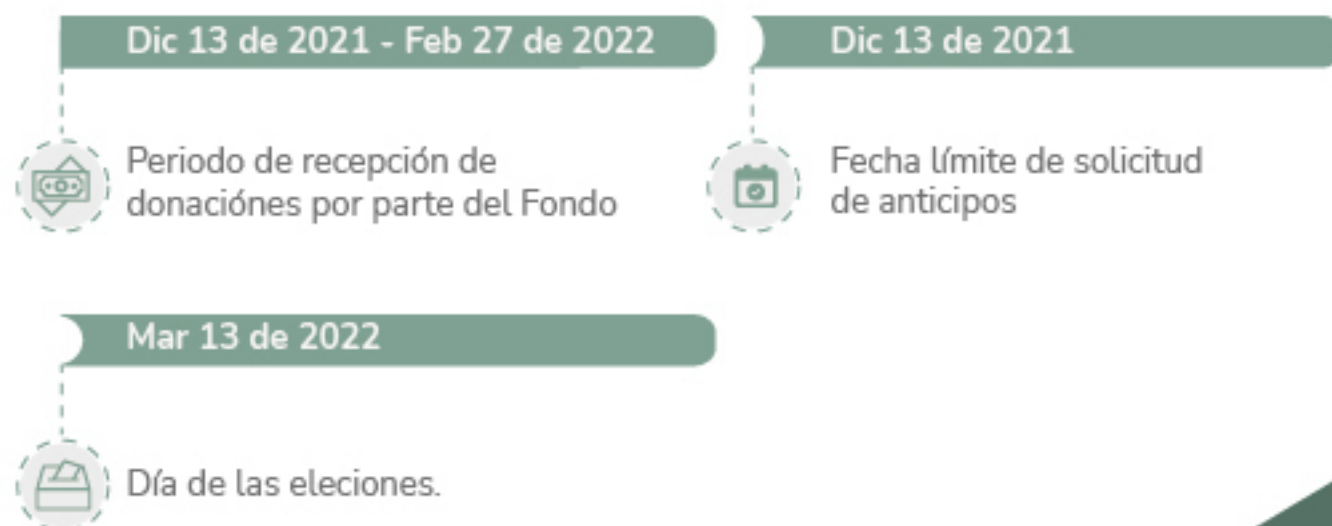 Dic 13 de 2021 - Feb 27 de 2022
Periodo de recepción de
donaciónes por parte del Fondo
Dic 13 de 2021
Fecha límite de solicitud
de anticipos
Mar 13 de 2022
Día de las eleciones.